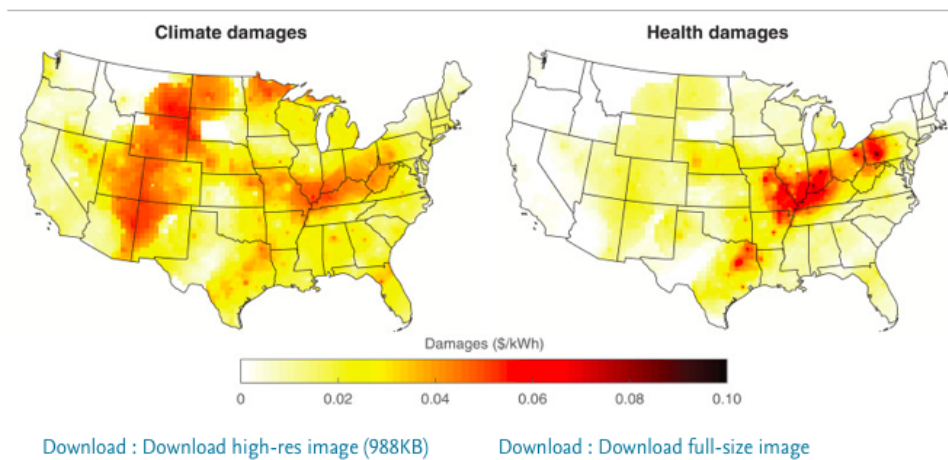 Climate damages
Health damages
Damages ($/kWh)
0 0.02 0.04 0.06 0.08 0.10
Download : Download high-res image (988KB)
Download : Download full-size image